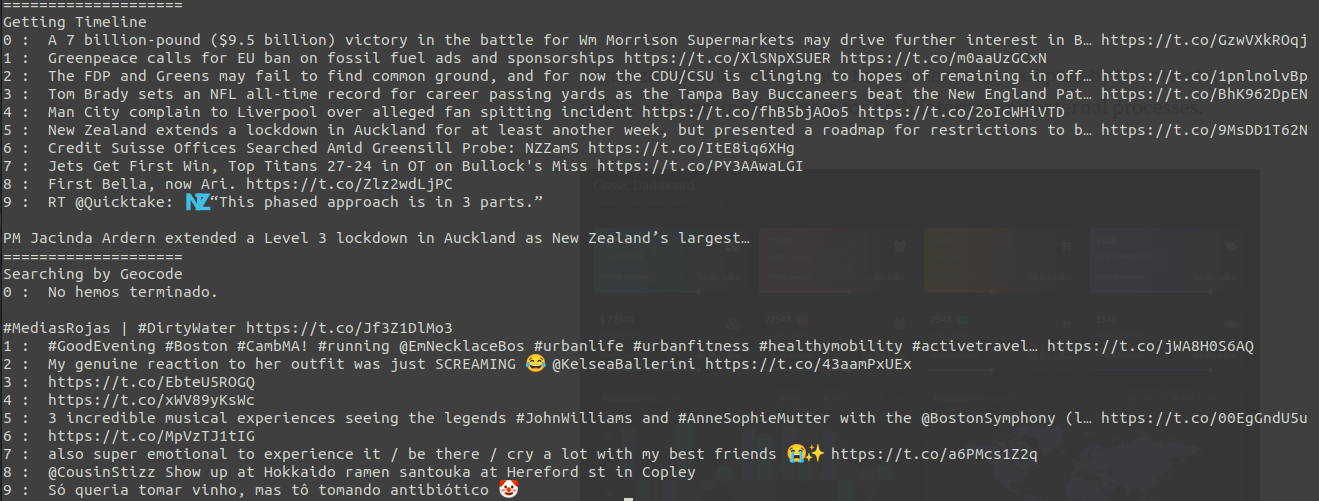 ====================
Getting Timeline
0 :  A 7 billion-pound ($9.5 billion) victory in the battle for Wm Morrison Supermarkets may drive further interest in B… https://t.co/GzwVXkROqj
1 :  Greenpeace calls for EU ban on fossil fuel ads and sponsorships https://t.co/XlSNpXSUER https://t.co/m0aaUzGCxN
2 :  The FDP and Greens may fail to find common ground, and for now the CDU/CSU is clinging to hopes of remaining in off… https://t.co/1pnlnolvBp
3 :  Tom Brady sets an NFL all-time record for career passing yards as the Tampa Bay Buccaneers beat the New England Pat… https://t.co/BhK962DpEN
4 :  Man City complain to Liverpool over alleged fan spitting incident https://t.co/fhB5bjAOo5 https://t.co/2oIcWHiVTD
5 :  New Zealand extends a lockdown in Auckland for at least another week, but presented a roadmap for restrictions to b… https://t.co/9MsDD1T62N
6 :  Credit Suisse Offices Searched Amid Greensill Probe: NZZamS https://t.co/ItE8iq6XHg
7 :  Jets Get First Win, Top Titans 27-24 in OT on Bullock's Miss https://t.co/PY3AAwaLGI
8 :  First Bella, now Ari. https://t.co/Zlz2wdLjPC
9 :  RT @Quicktake: 🇳🇿“This phased approach is in 3 parts.”
PM Jacinda Ardern extended a Level 3 lockdown in Auckland as New Zealand’s largest…
====================
Searching by Geocode
0 :  No hemos terminado.
#MediasRojas | #DirtyWater https://t.co/Jf3Z1DlMo3
1 :  #GoodEvening #Boston #CambMA! #running @EmNecklaceBos #urbanlife #urbanfitness #healthymobility #activetravel… https://t.co/jWA8H0S6AQ
2 :  My genuine reaction to her outfit was just SCREAMING 😂 @KelseaBallerini https://t.co/43aamPxUEx
3 :  https://t.co/EbteU5ROGQ
4 :  https://t.co/xWV89yKsWc
5 :  3 incredible musical experiences seeing the legends #JohnWilliams and #AnneSophieMutter with the @BostonSymphony (l… https://t.co/00EgGndU5u
6 :  https://t.co/MpVzTJ1tIG
7 :  also super emotional to experience it / be there / cry a lot with my best friends 😭✨ https://t.co/a6PMcs1Z2q
8 :  @CousinStizz Show up at Hokkaido ramen santouka at Hereford st in Copley
9 :  Só queria tomar vinho, mas tô tomando antibiótico 🤡